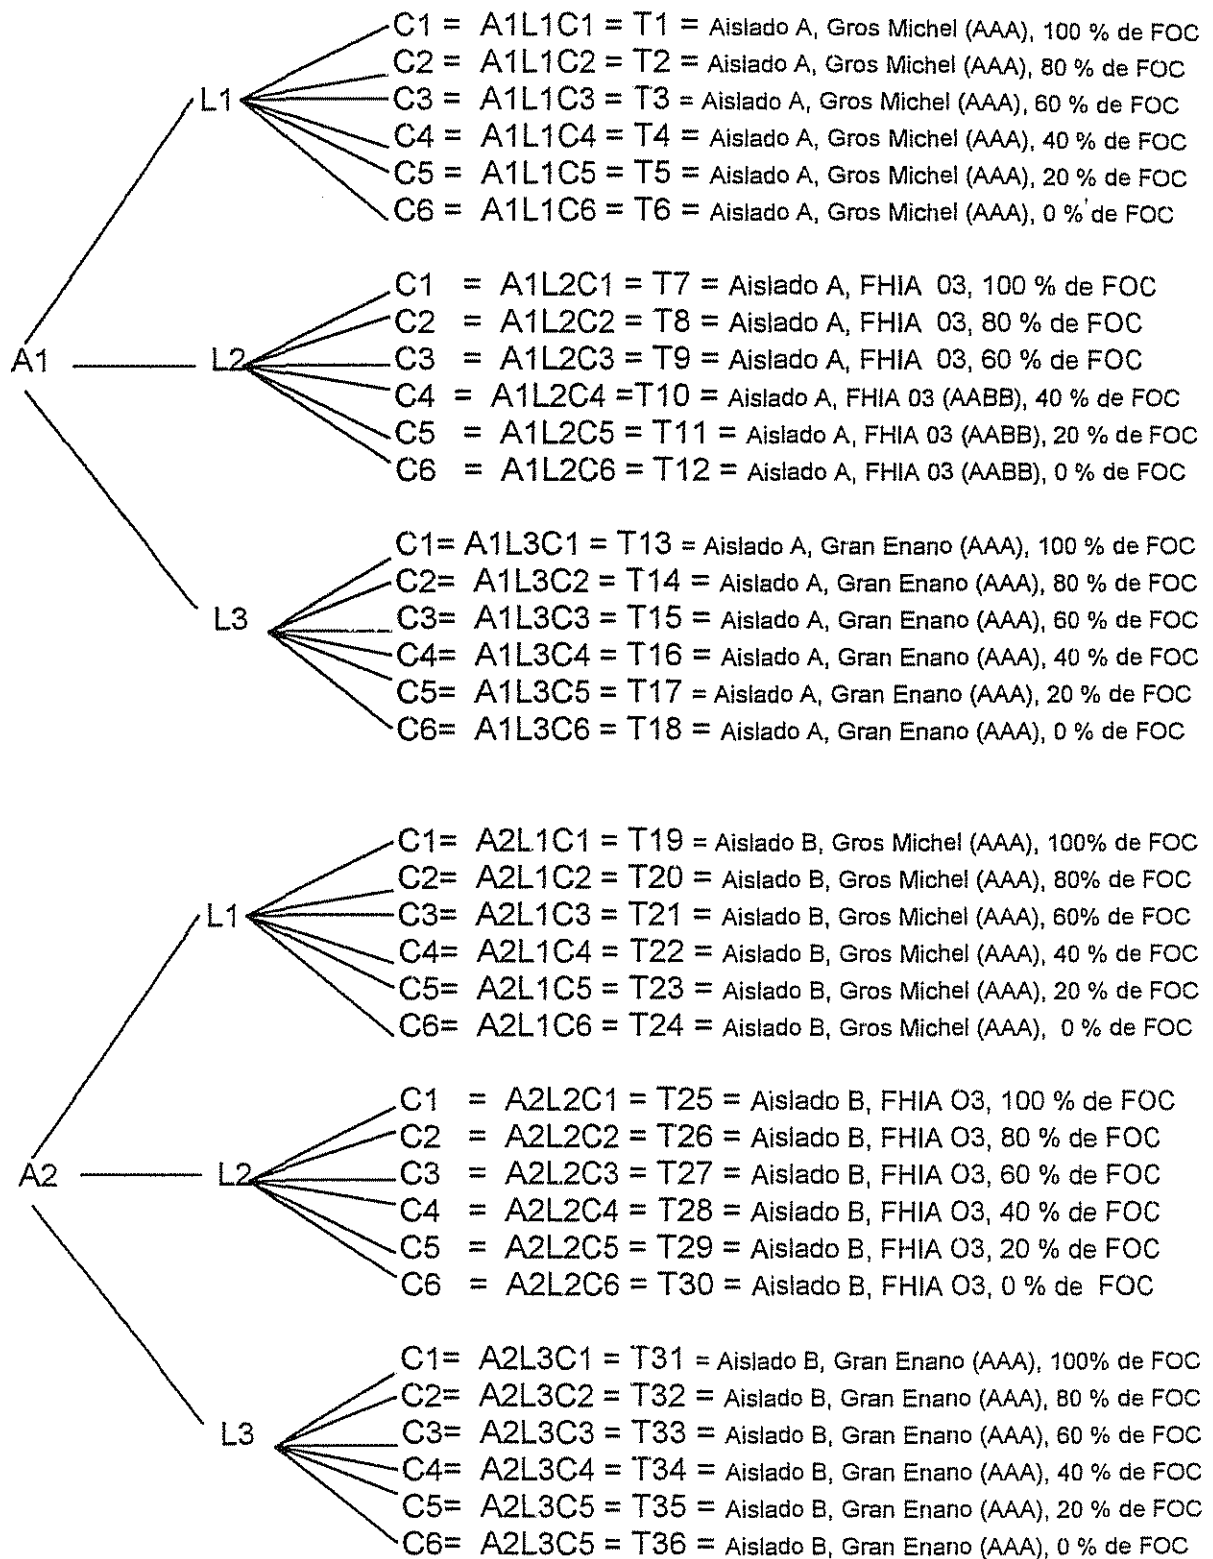 C1 = A1L1C1 = T1 = Aislado A, Gros Michel (AAA), 100 % de FOC
C2 = A1L1C2 = T2 = Aislado A, Gros Michel (AAA), 80 % de FOC
L1
C3 = A1L1C3 = T3 = Aislado A, Gros Michel (AAA), 60 % de FOC
C4 = A1L1C4 = T4 = Aislado A, Gros Michel (AAA), 40 % de FOC
C5 = A1L1C5 = T5 = Aislado A, Gros Michel (AAA), 20 % de FOC
C6 = A1L1C6 = T6 = Aislado A, Gros Michel (AAA), 0 % de FOC
C1 = A1L2C1 = T7 = Aislado A, FHIA 03, 100 % de FOC
C2 = A1L2C2 = T8 = Aislado A, FHIA 03, 80 % de FOC
A1
L2
C3 = A1L2C3 = T9 = Aislado A, FHIA 03, 60 % de FOC
C4 = A1L2C4 =T10 = Aislado A, FHIA 03 (AABB), 40 % de FOC
C5 = A1L2C5 = T11 = Aislado A, FHIA 03 (AABB), 20 % de FOC
C6 = A1L2C6 = T12 = Aislado A, FHIA 03 (AABB), 0 % de FOC
C1= A1L3C1 = T13 = Aislado A, Gran Enano (AAA), 100 % de FOC
C2= A1L3C2 = T14 = Aislado A, Gran Enano (AAA), 80 % de FOC
L3
C3= A1L3C3 = T15 = Aislado A, Gran Enano (AAA), 60 % de FOC
C4= A1L3C4 = T16 = Aislado A, Gran Enano (AAA), 40 % de FOC
C5= A1L3C5 = T17 = Aislado A, Gran Enano (AAA), 20 % de FOC
C6= A1L3C6 = T18 = Aislado A, Gran Enano (AAA), 0 % de FOC
C1= A2L1C1 = T19 = Aislado B, Gros Michel (AAA), 100% de FOC
C2= A2L1C2 = T20 = Aislado B, Gros Michel (AAA), 80% de FOC
L1
C3= A2L1C3 = T21 = Aislado B, Gros Michel (AAA), 60% de FOC
C4= A2L1C4 = T22 = Aislado B, Gros Michel (AAA), 40 % de FOC
C5= A2L1C5 = T23 = Aislado B, Gros Michel (AAA), 20 % de FOC
C6= A2L1C6 = T24 = Aislado B, Gros Michel (AAA), 0 % de FOC
C1 = A2L2C1 = T25 = Aislado B, FHIA O3, 100 % de FOC
C2 = A2L2C2 = T26 = Aislado B, FHIA O3, 80 % de FOC
A2
L2
C3 = A2L2C3 = T27 = Aislado B, FHIA O3, 60 % de FOC
C4 = A2L2C4 = T28 = Aislado B, FHIA O3, 40 % de FOC
C5 = A2L2C5 = T29 = Aislado B, FHIA O3, 20 % de FOC
C6 = A2L2C6 = T30 = Aislado B, FHIA O3, 0 % de FOC
C1= A2L3C1 = T31 = Aislado B, Gran Enano (AAA), 100% de FOC
C2= A2L3C2 = T32 = Aislado B, Gran Enano (AAA), 80 % de FOC
L3
C3= A2L3C3 = T33 = Aislado B, Gran Enano (AAA), 60 % de FOC
C4= A2L3C4 = T34 = Aislado B, Gran Enano (AAA), 40 % de FOC
C5= A2L3C5 = T35 = Aislado B, Gran Enano (AAA), 20 % de FOC
C6= A2L3C5 = T36 = Aislado B, Gran Enano (AAA), 0 % de FOC